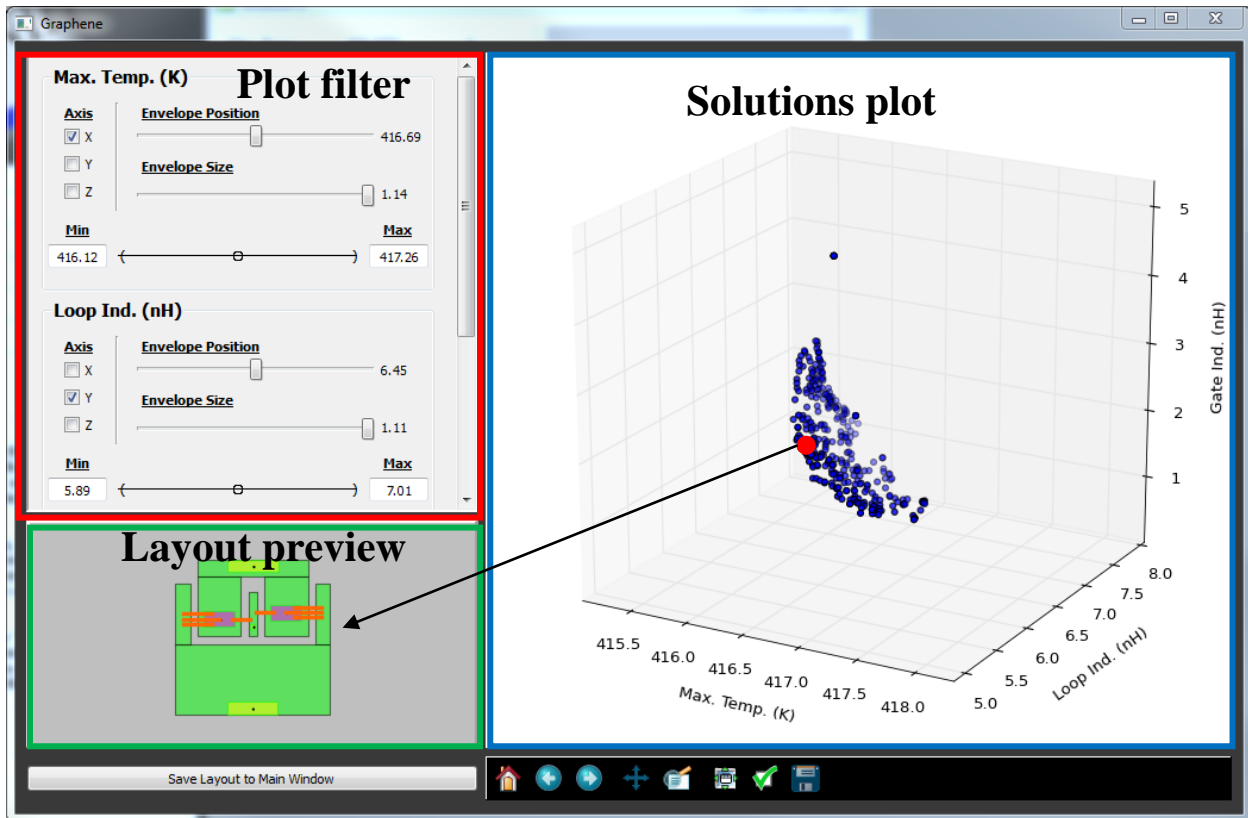 Graphene
Plot filter
Max. Temp. (K)
Axis
Envelope Position
X
416.69
Y
Envelope Size
Z
1.14
Min
Max
416.12
417.26
Loop Ind. (nH)
Axis
Envelope Position
X
6.45
Y
Envelope Size
Z
1.11
Min
Max
5.89
7.01
Layout preview
Save Layout to Main Window
Solutions plot
5
4
3
2
1
Gate Ind. (nH)
8.0
7.5
7.0
6.5
6.0
5.5
5.0
Loop Ind. (nH)
415.5
416.0
416.5
417.0
417.5
418.0
Max. Temp. (K)